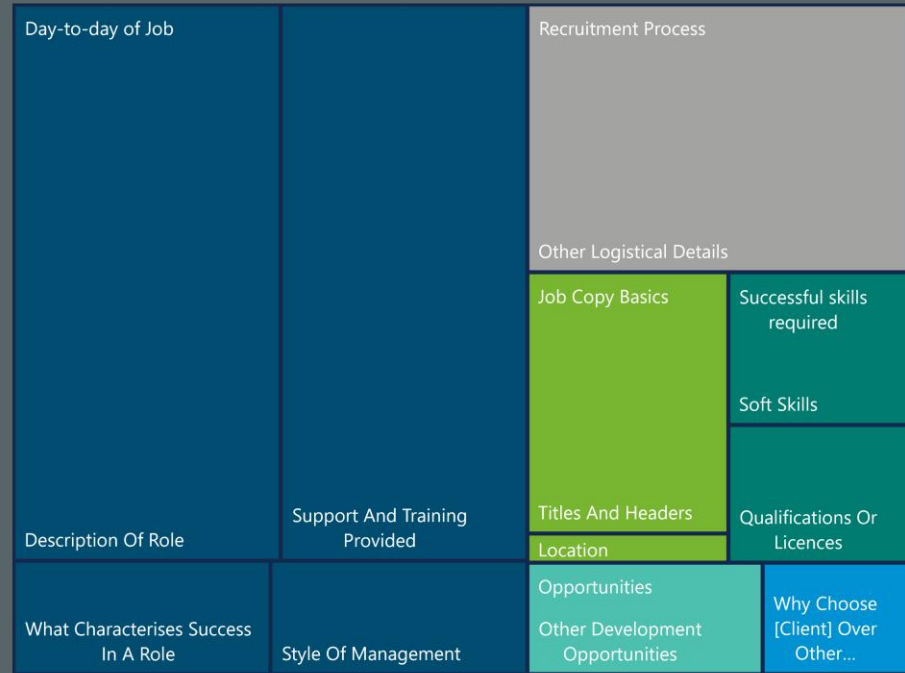 Day-to-day of Job
Description Of Role
Support And Training
Provided
What Characterises Success
In A Role
Style Of Management
Recruitment Process
Other Logistical Details
Job Copy Basics
Titles And Headers
Location
Successful skills
required
Soft Skills
Qualifications Or
Licences
Opportunities
Other Development
Opportunities
Why Choose
[Client] Over
Other...